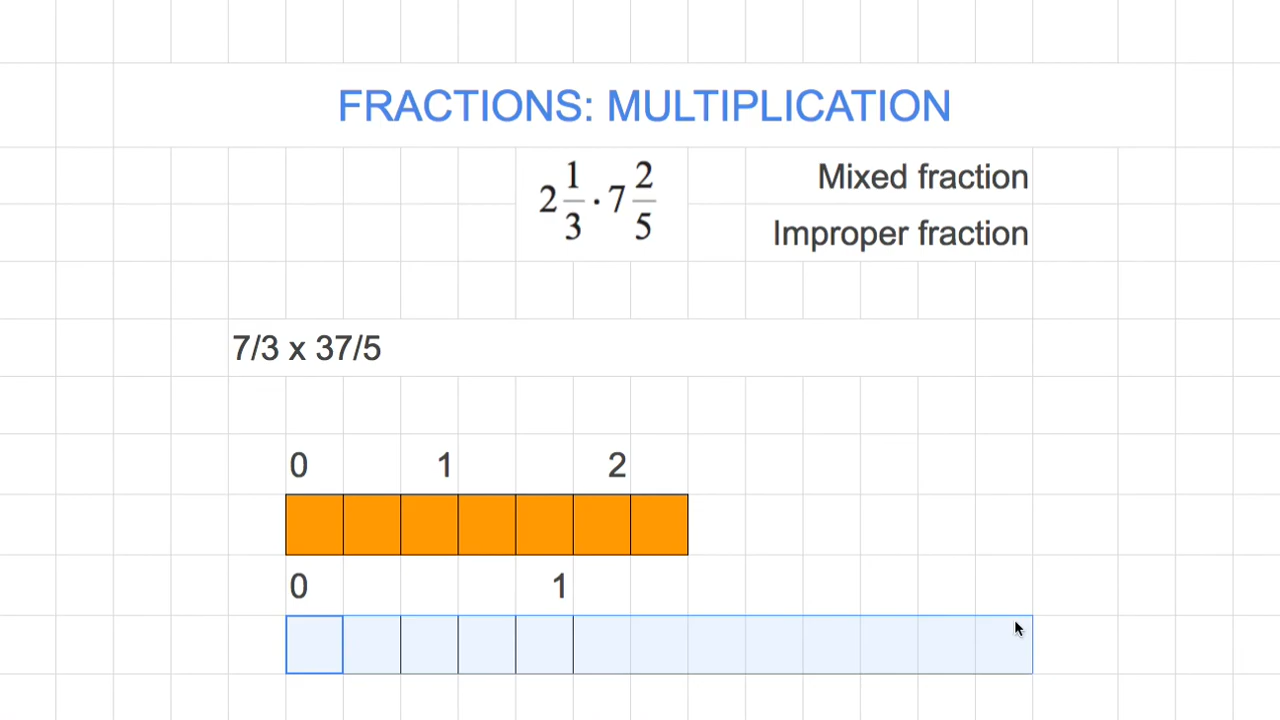 FRACTIONS: MULTIPLICATION
2 1/3 · 7 2/5
Mixed fraction
Improper fraction
7/3 x 37/5
0 1 2
0 1